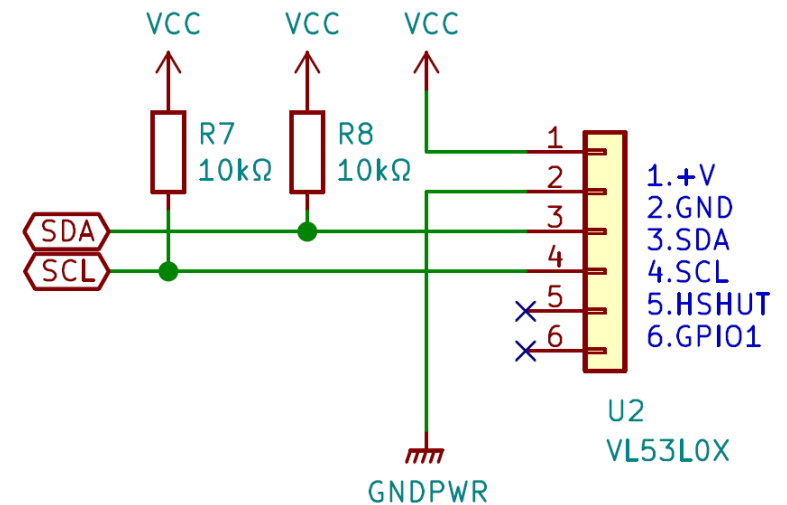 VCC
VCC
VCC
R7
10kΩ
R8
10kΩ
SDA
SCL
1
2
3
4
5
6
1.+V
2.GND
3.SDA
4.SCL
5.HSHUT
6.GPIO1
U2
VL53L0X
GNDPWR